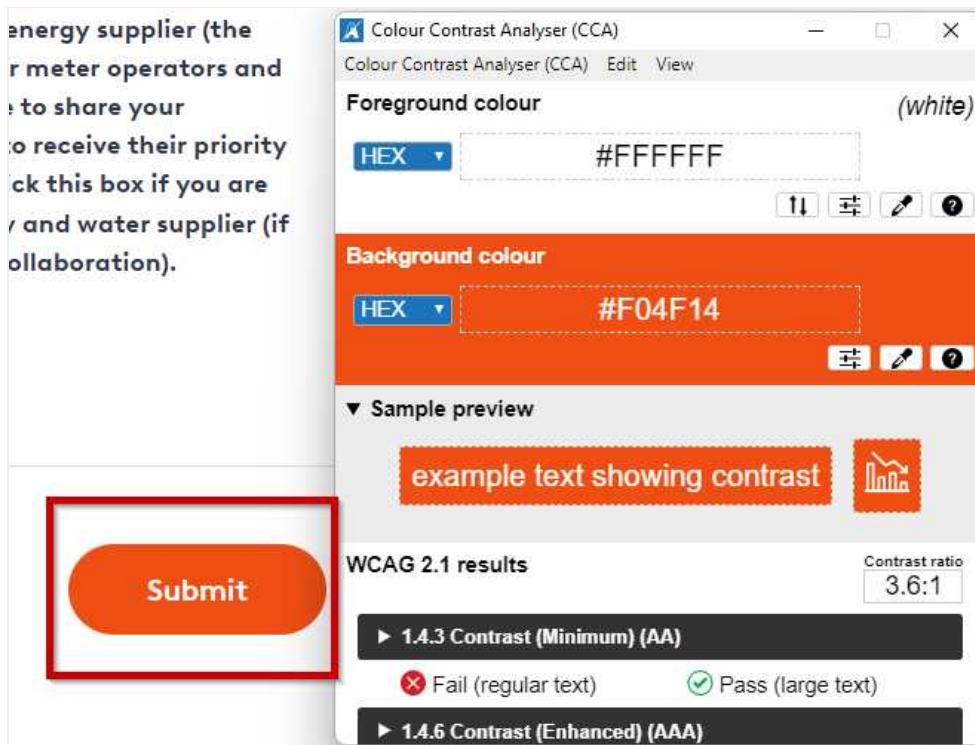 energy supplier (the
r meter operators and
to share your
o receive their priority
ick this box if you are
and water supplier (if
ollaboration).
Submit
Colour Contrast Analyser (CCA)
Colour Contrast Analyser (CCA) Edit View
Foreground colour (white)
HEX #FFFFFF
Background colour
HEX #F04F14
Sample preview
example text showing contrast
WCAG 2.1 results
Contrast ratio
3.6:1
1.4.3 Contrast (Minimum) (AA)
Fail (regular text) Pass (large text)
1.4.6 Contrast (Enhanced) (AAA)